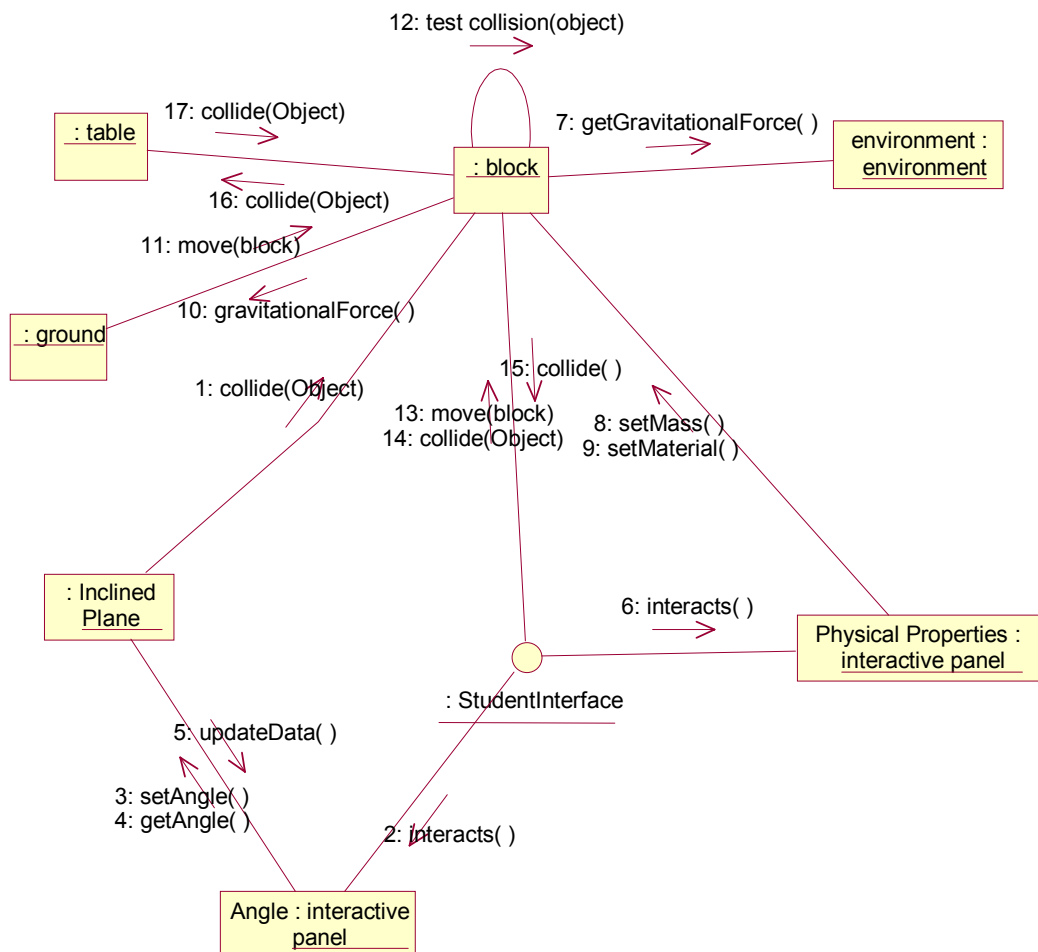 12: test collision(object)
17: collide(Object)
: table
7: getGravitationalForce( )
environment :
environment
: block
16: collide(Object)
11: move(block)
10: gravitationalForce( )
: ground
1: collide(Object)
15: collide( )
13: move(block)
14: collide(Object)
8: setMass( )
9: setMaterial( )
: Inclined
Plane
6: interacts( )
Physical Properties :
interactive panel
: StudentInterface
5: updateData( )
3: setAngle( )
4: getAngle( )
2: interacts( )
Angle : interactive
panel